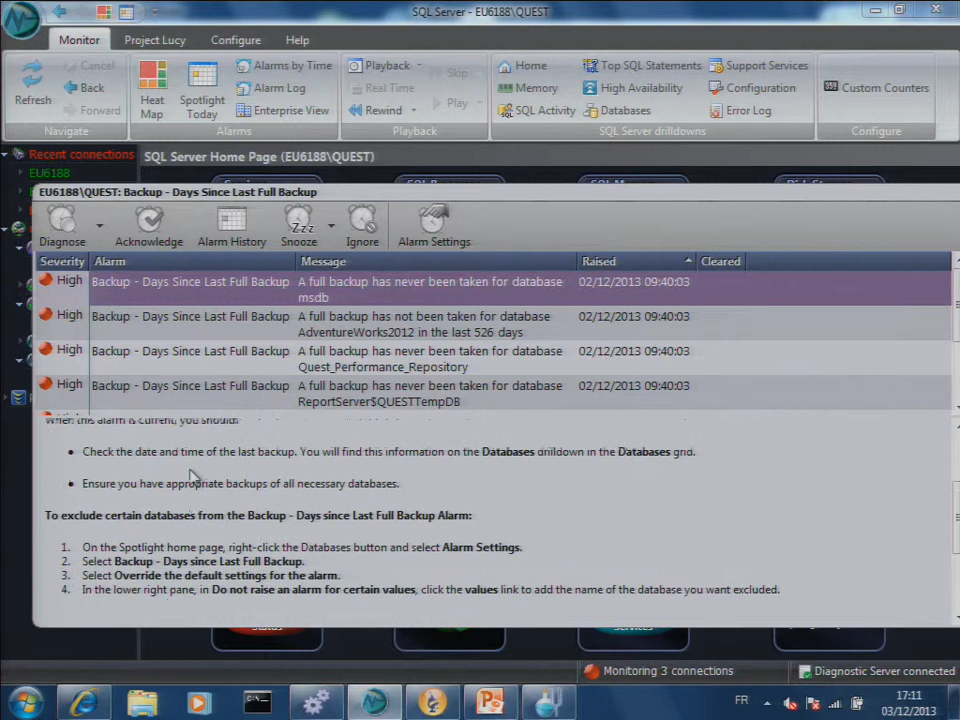 SQL Server - EU6188\QUEST
Monitor
Project Lucy
Configure
Help
Refresh
Cancel
Back
Forward
Navigate
Heat
Map
Spotlight
Today
Alarms by Time
Alarm Log
Enterprise View
Alarms
Playback
Real Time
Rewind
Skip
Play
Playback
Home
Memory
SQL Activity
Top SQL Statements
High Availability
Databases
Support Services
Configuration
Error Log
SQL Server drilldowns
Custom Counters
Configure
Recent connections
EU6188
SQL Server Home Page (EU6188\QUEST)
EU6188\QUEST: Backup - Days Since Last Full Backup
Diagnose
Acknowledge
Alarm History
Zzz
Snooze
Ignore
Alarm Settings
Severity Alarm Message Raised Cleared
High Backup - Days Since Last Full Backup A full backup has never been taken for database 02/12/2013 09:40:03
msdb
High Backup - Days Since Last Full Backup A full backup has not been taken for database 02/12/2013 09:40:03
AdventureWorks2012 in the last 526 days
High Backup - Days Since Last Full Backup A full backup has never been taken for database 02/12/2013 09:40:03
Quest_Performance_Repository
High Backup - Days Since Last Full Backup A full backup has never been taken for database 02/12/2013 09:40:03
ReportServer$QUESTTempDB
When this alarm is current, you should:
Check the date and time of the last backup. You will find this information on the Databases drilldown in the Databases grid.
Ensure you have appropriate backups of all necessary databases.
To exclude certain databases from the Backup - Days since Last Full Backup Alarm:
1. On the Spotlight home page, right-click the Databases button and select Alarm Settings.
2. Select Backup - Days since Last Full Backup.
3. Select Override the default settings for the alarm.
4. In the lower right pane, in Do not raise an alarm for certain values, click the values link to add the name of the database you want excluded.
Status
Services
Monitoring 3 connections
Diagnostic Server connected
FR
17:11
03/12/2013